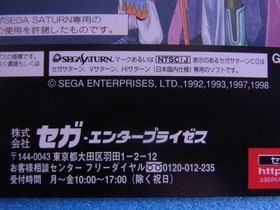 SEGA SATURN専用の
使用を許諾したものです。
SEGA SATURN マークあるいは NTSC J 表示のあるセガサターンCDは
セガサターン、Vサターン、Hiサターン(日本国内仕様)専用のソフトです。
© SEGA ENTERPRISES, LTD.,1992,1993,1997,1998
株式会社 セガ・エンタープライゼス
〒144-0043 東京都大田区羽田1-2-12
お客様相談センター フリーダイヤル 0120-012-235
受付時間 月~金10:00~17:00(除く祝日)
セ
http: